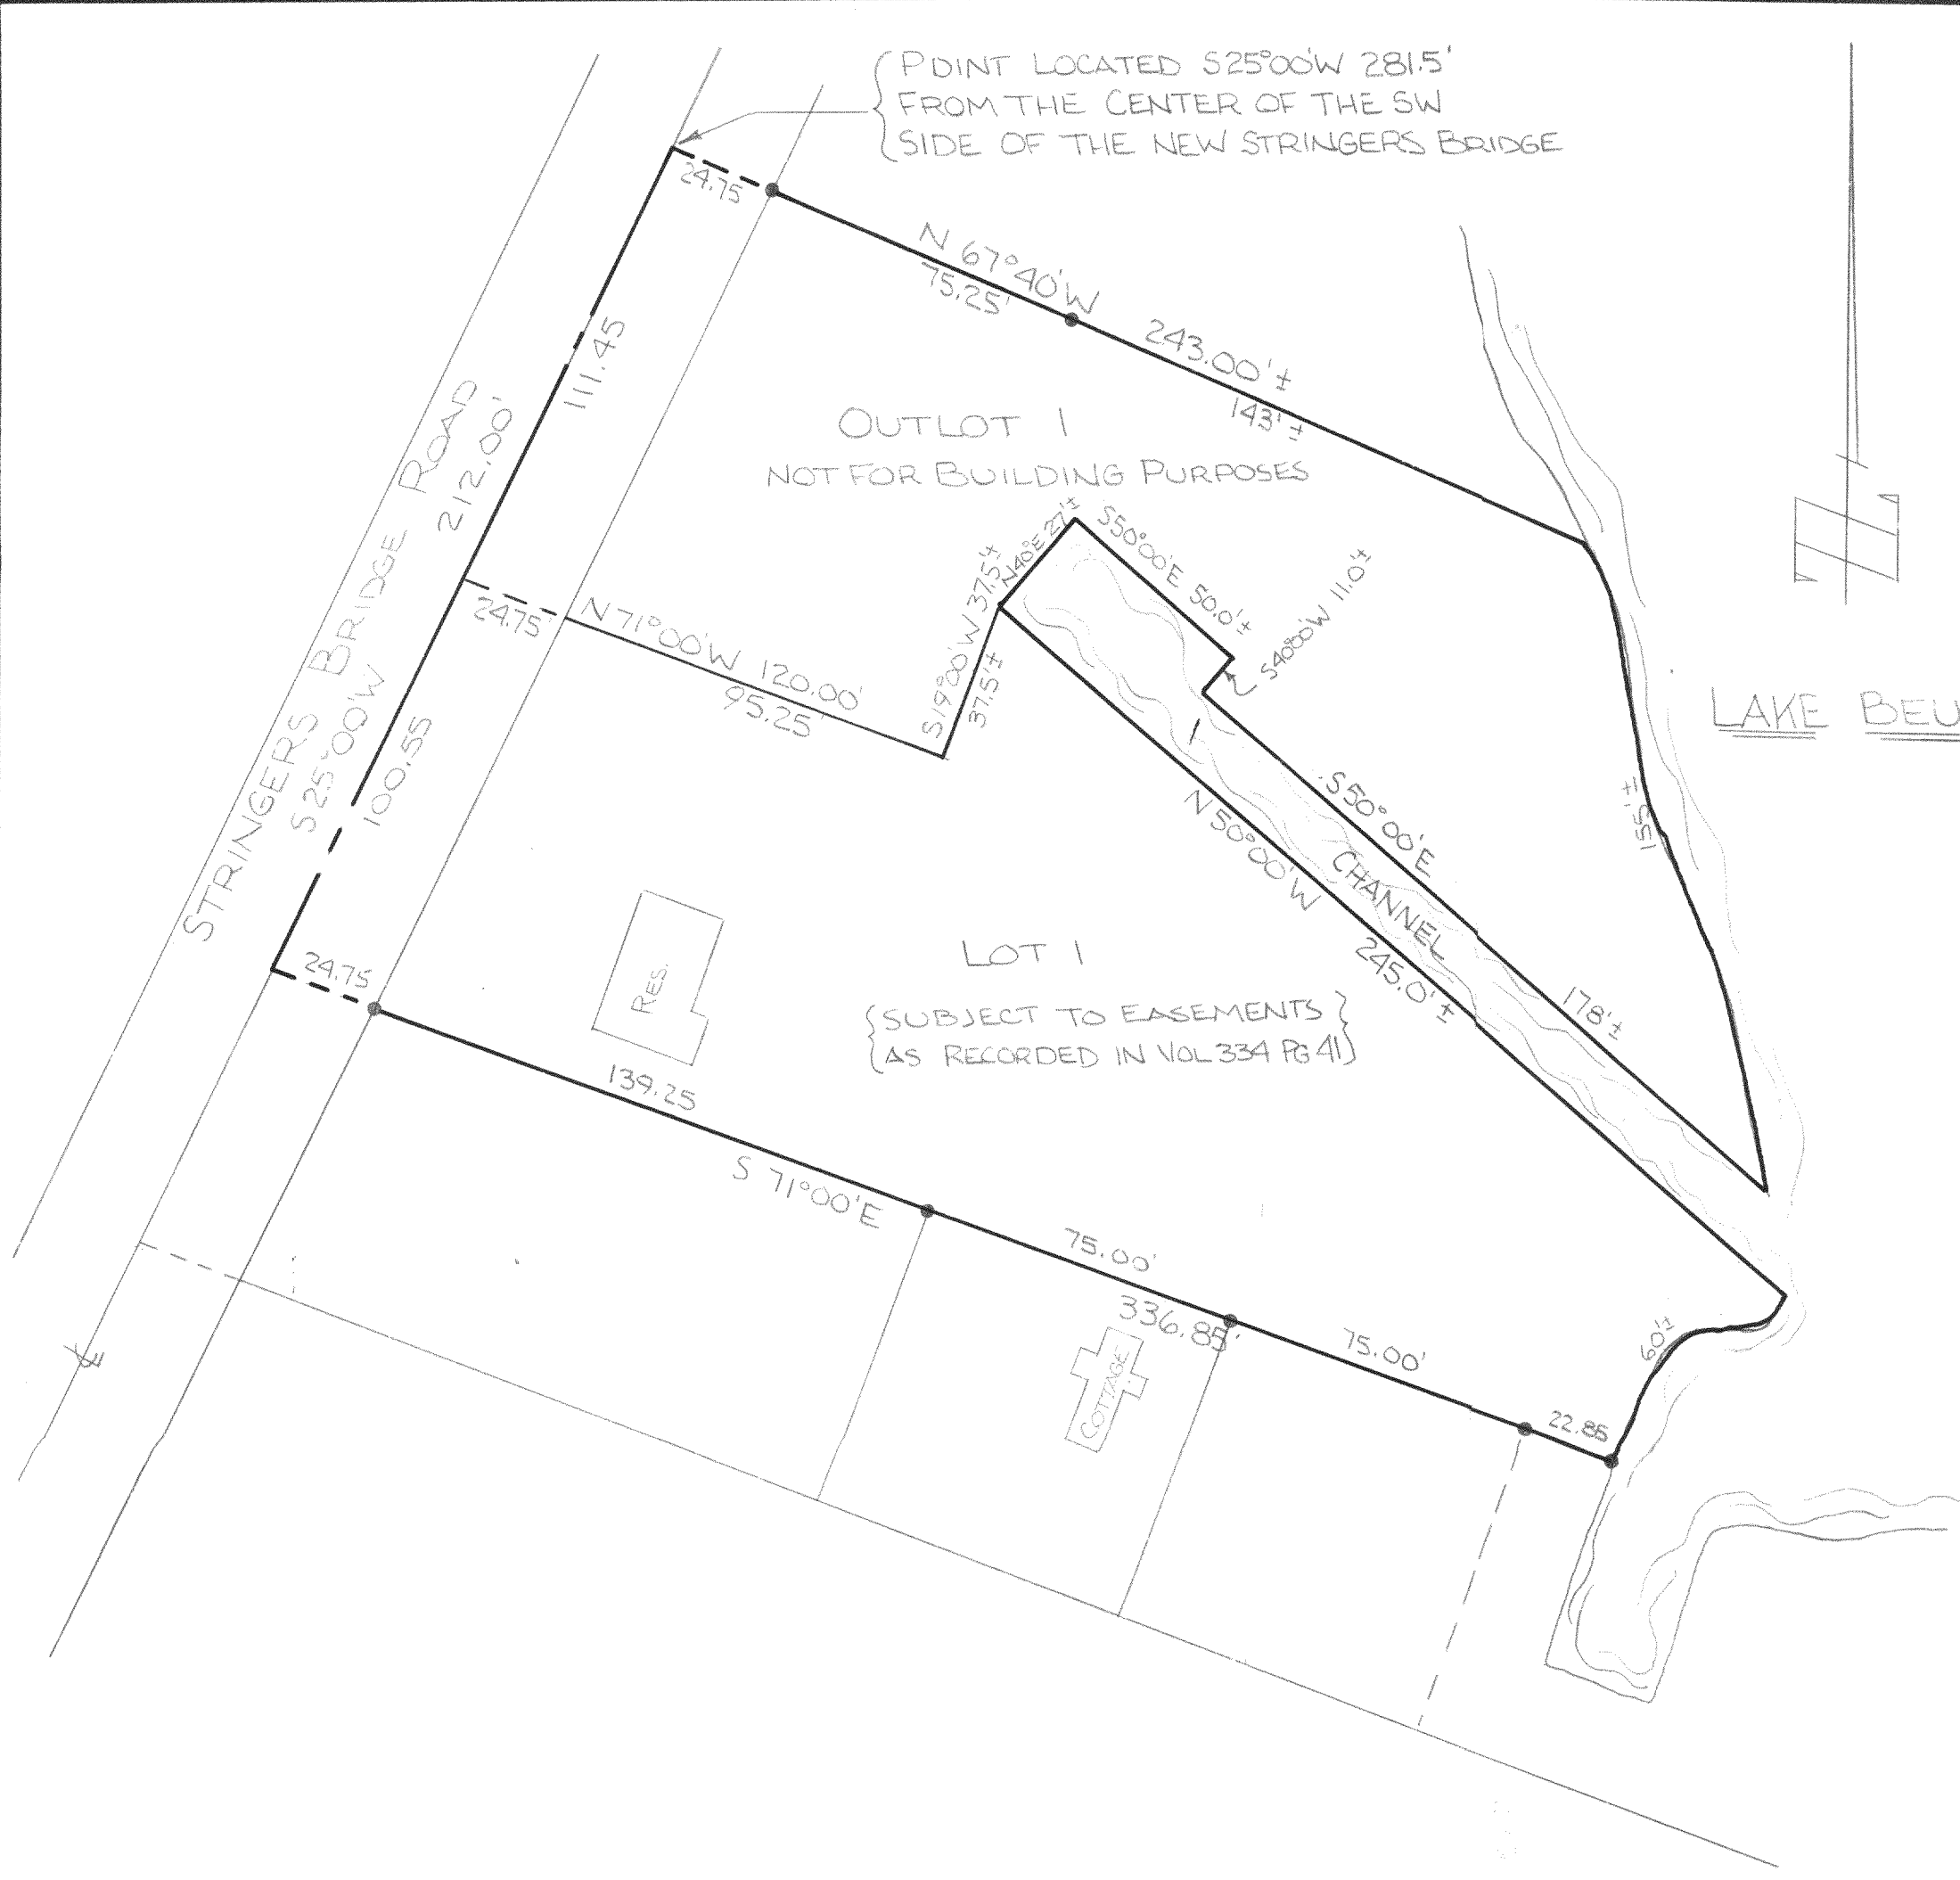 POINT LOCATED S25°00'W 281.5'
FROM THE CENTER OF THE SW
SIDE OF THE NEW STRINGERS BRIDGE
24.75
N 67°40'W
75.25'
243.00'±
143'±
111.45
OUTLOT 1
NOT FOR BUILDING PURPOSES
STRINGERS BRIDGE ROAD
S 25°00'W 212.00'
24.75'
N 71°00'W 120.00'
95.25'
S 19°00'W 37.5'±
37.5'±
N40°E 27'±
S50°00'E 50.0'±
S40°00'W 11.0'±
LAKE BEU
155'±
100.55
S50°00'E
178'±
CHANNEL
N 50°00'W
245.0'±
LOT 1
{SUBJECT TO EASEMENTS}
{AS RECORDED IN VOL 334 PG 41}
RES.
24.75
139.25
S 71°00'E
75.00'
336.85'
75.00'
22.85
60'±
COTTAGE
℄
N